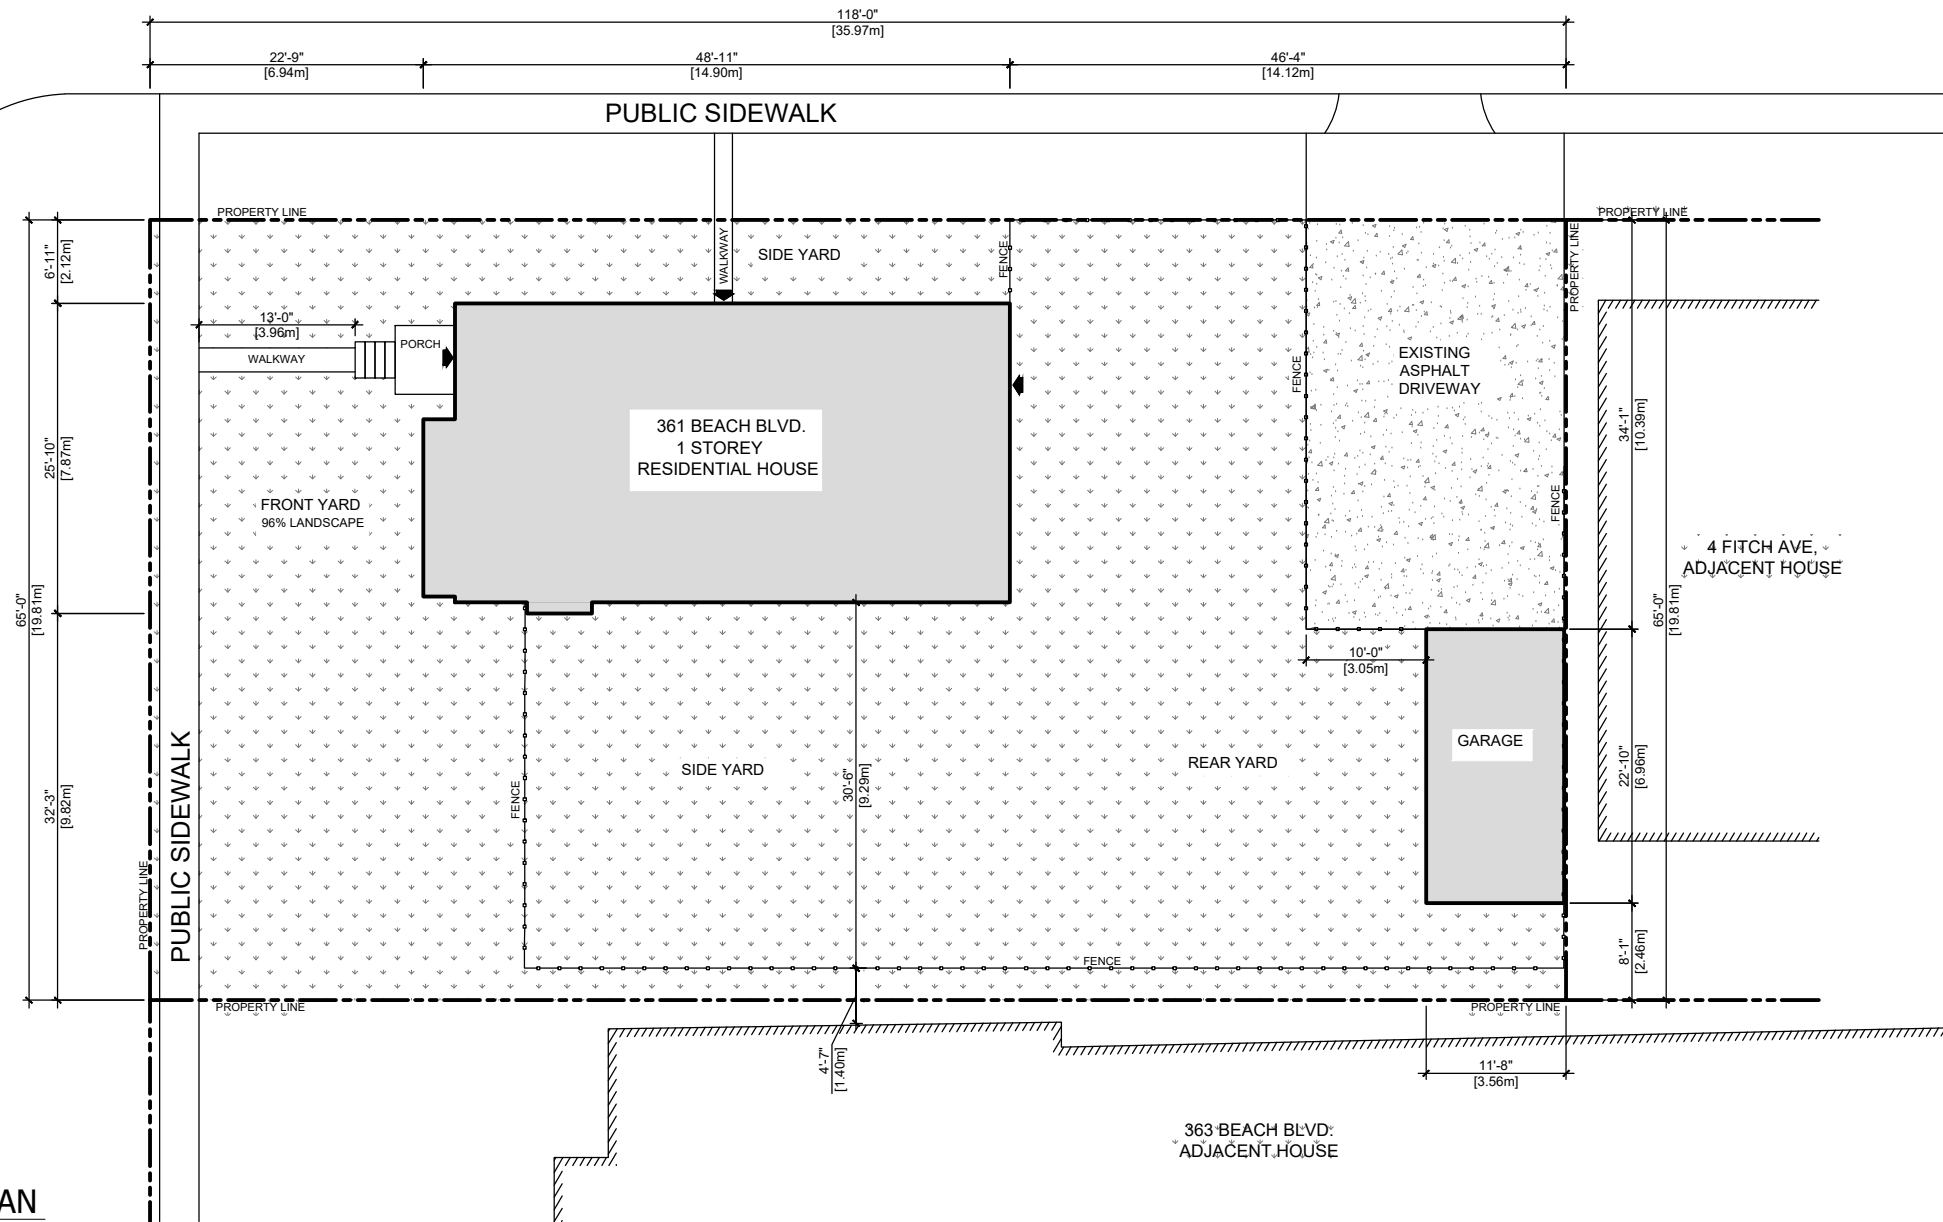 118'-0"
[35.97m]
22'-9"
[6.94m]
48'-11"
[14.90m]
46'-4"
[14.12m]
PUBLIC SIDEWALK
PROPERTY LINE
PROPERTY LINE
PROPERTY LINE
6'-11"
[2.12m]
WALKWAY
SIDE YARD
FENCE
13'-0"
[3.96m]
WALKWAY
PORCH
FENCE
EXISTING
ASPHALT
DRIVEWAY
34'-1"
[10.39m]
25'-10"
[7.87m]
361 BEACH BLVD.
1 STOREY
RESIDENTIAL HOUSE
FRONT YARD
96% LANDSCAPE
FENCE
4 FITCH AVE,
ADJACENT HOUSE
65'-0"
[19.81m]
65'-0"
[19.81m]
10'-0"
[3.05m]
GARAGE
22'-10"
[6.96m]
32'-3"
[9.82m]
PUBLIC SIDEWALK
FENCE
SIDE YARD
30'-6"
[9.29m]
REAR YARD
PROPERTY LINE
FENCE
8'-1"
[2.46m]
PROPERTY LINE
PROPERTY LINE
4'-7"
[1.40m]
11'-8"
[3.56m]
363 BEACH BLVD.
ADJACENT HOUSE
AN